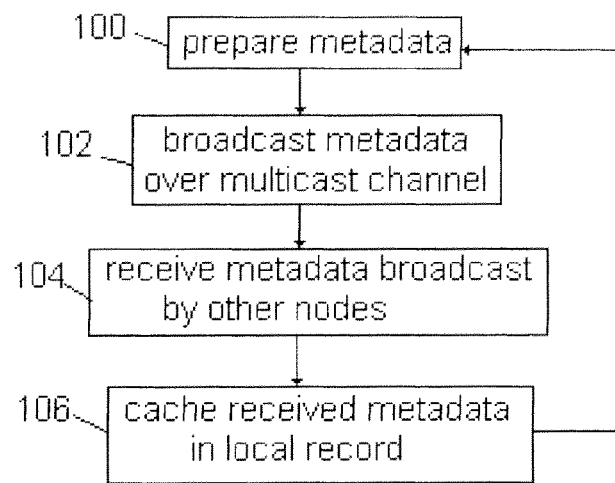 100
prepare metadata
102
broadcast metadata
over multicast channel
104
receive metadata broadcast
by other nodes
106
cache received metadata
in local record